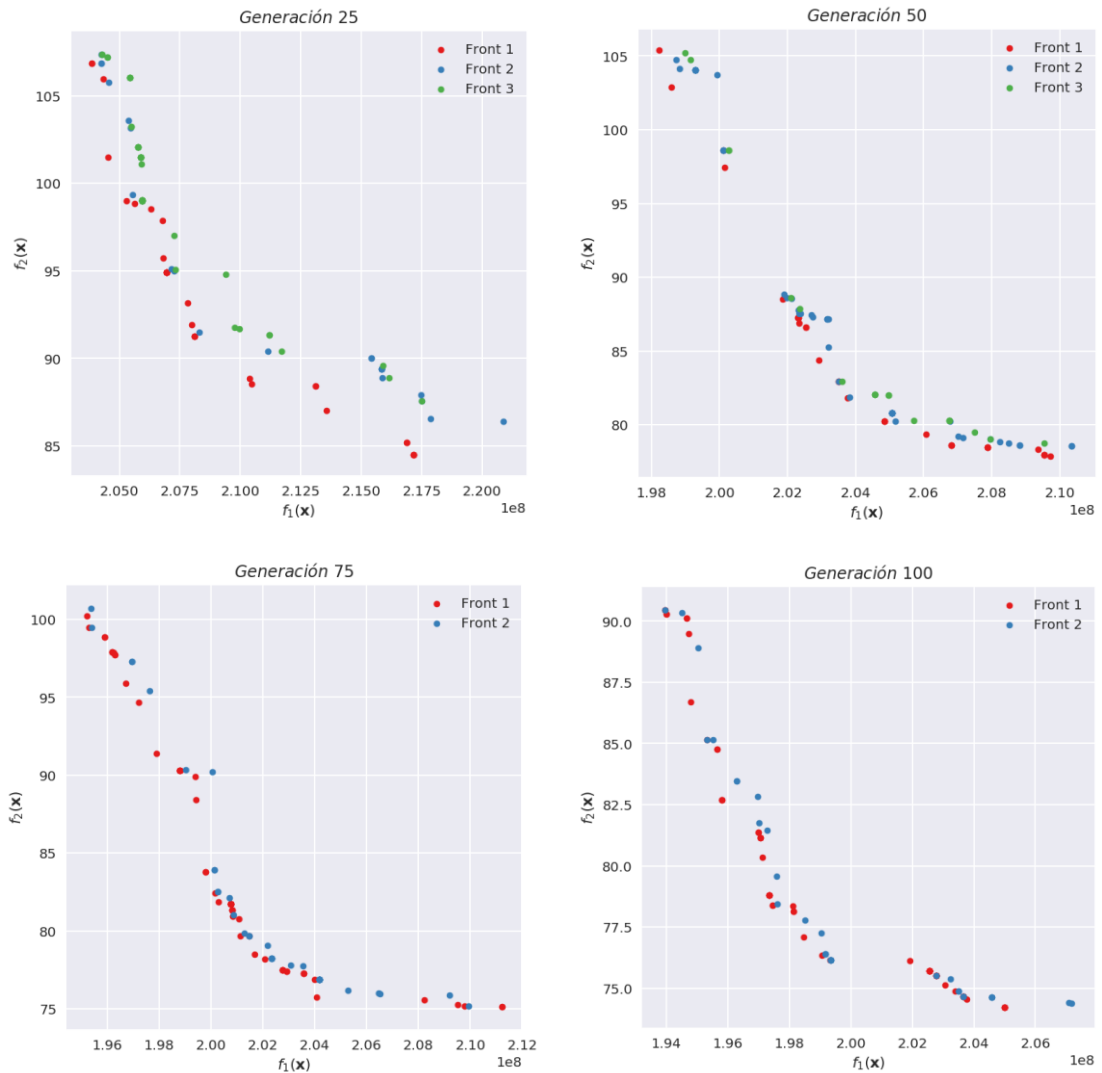 Generación 25
105
100
95
90
85
f₂(x)
Front 1
Front 2
Front 3
2.050 2.075 2.100 2.125 2.150 2.175 2.200
f₁(x)
1e8
Generación 50
105
100
95
90
85
80
f₂(x)
Front 1
Front 2
Front 3
1.98 2.00 2.02 2.04 2.06 2.08 2.10
f₁(x)
1e8
Generación 75
100
95
90
85
80
75
f₂(x)
Front 1
Front 2
1.96 1.98 2.00 2.02 2.04 2.06 2.08 2.10 2.12
f₁(x)
1e8
Generación 100
90.0
87.5
85.0
82.5
80.0
77.5
75.0
f₂(x)
Front 1
Front 2
1.94 1.96 1.98 2.00 2.02 2.04 2.06
f₁(x)
1e8